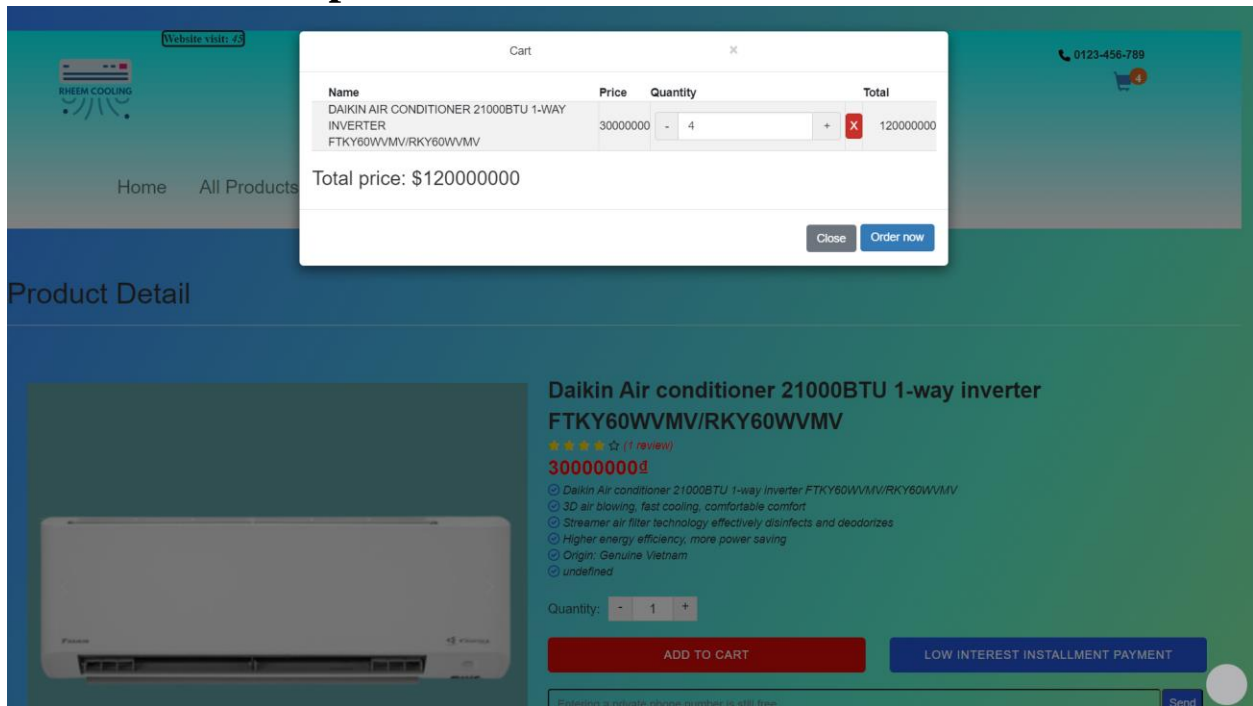 Website visit: 45
RHEEM COOLING
0123-456-789
4
Home All Products
Cart ×
Name Price Quantity Total
DAIKIN AIR CONDITIONER 21000BTU 1-WAY
INVERTER
FTKY60WVMV/RKY60WVMV
30000000 - 4 + X 120000000
Total price: $120000000
Close Order now
Product Detail
Daikin Air conditioner 21000BTU 1-way inverter
FTKY60WVMV/RKY60WVMV
(1 review)
30000000₫
Daikin Air conditioner 21000BTU 1-way inverter FTKY60WVMV/RKY60WVMV
3D air blowing, fast cooling, comfortable comfort
Streamer air filter technology effectively disinfects and deodorizes
Higher energy efficiency, more power saving
Origin: Genuine Vietnam
undefined
Quantity: - 1 +
ADD TO CART LOW INTEREST INSTALLMENT PAYMENT
Entering a private phone number is still free
Send